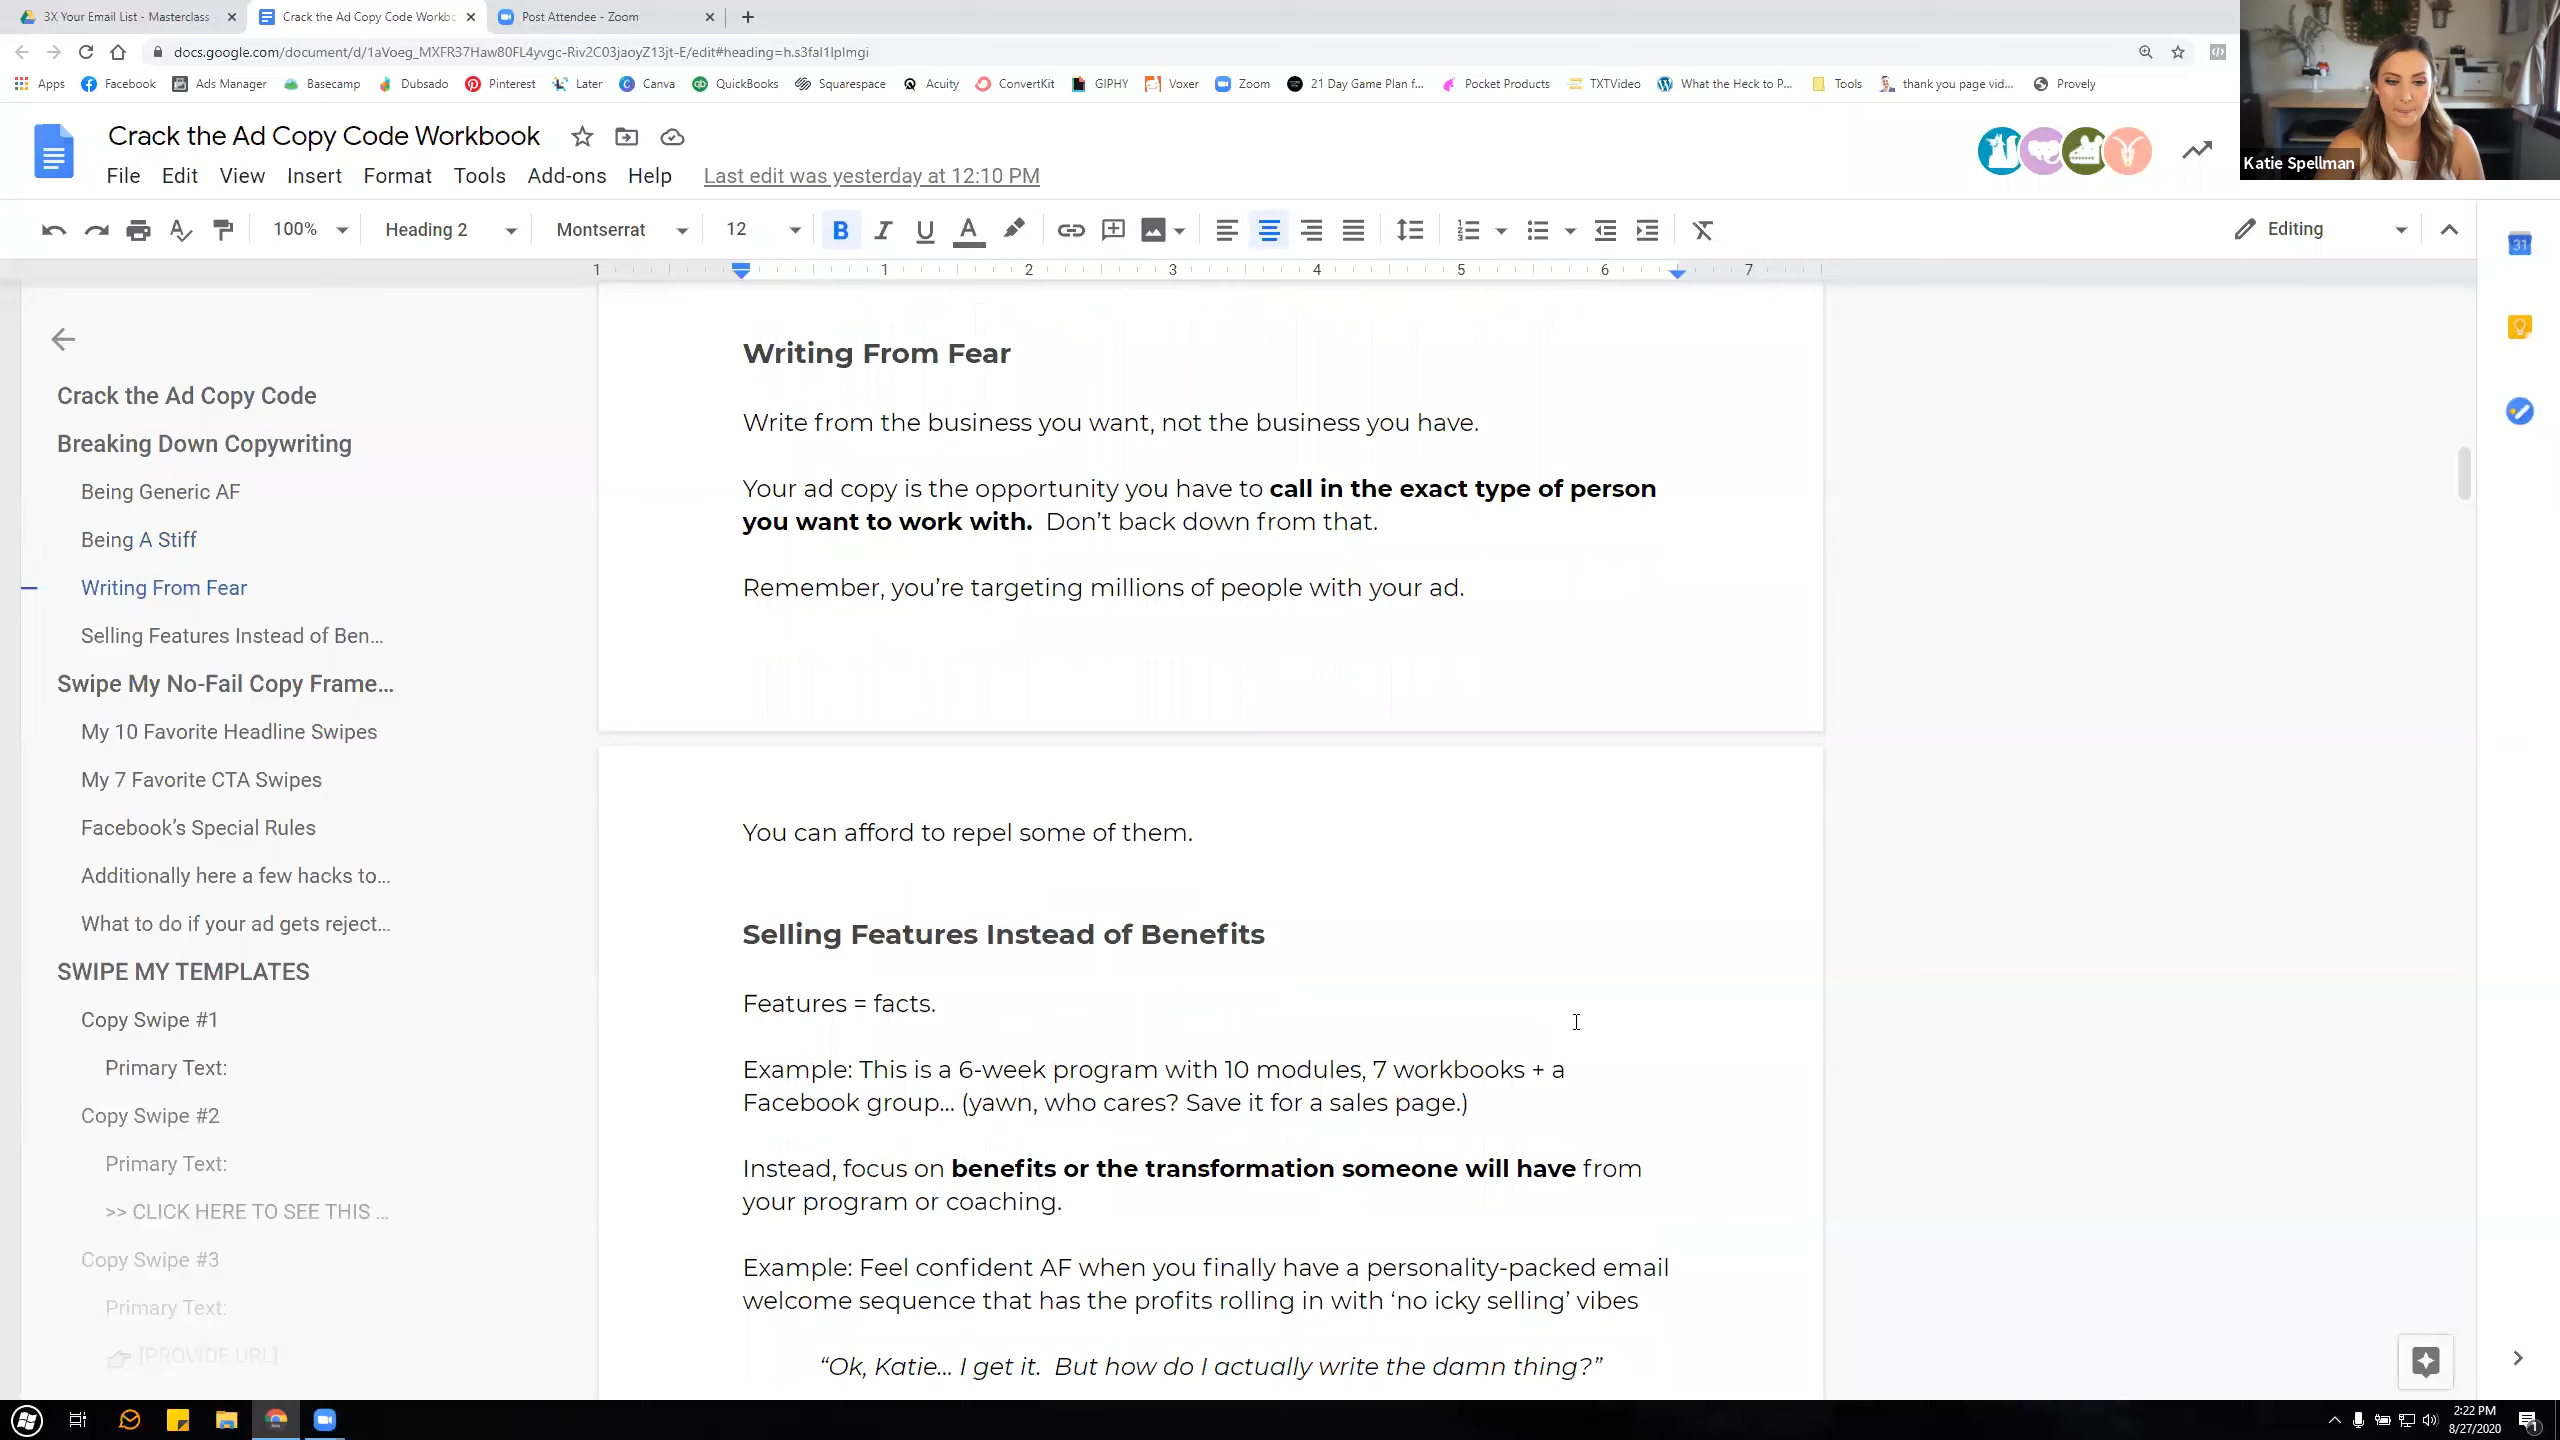 3X Your Email List - Masterclass
Crack the Ad Copy Code Workbo
Post Attendee - Zoom
docs.google.com/document/d/1aVoeg_MXFR37Haw80FL4yvgc-Riv2C03jaoyZ13jt-E/edit#heading=h.s3fal1lplmgi
Apps Facebook Ads Manager Basecamp Dubsado Pinterest Later Canva QuickBooks Squarespace Acuity ConvertKit GIPHY Voxer Zoom 21 Day Game Plan f... Pocket Products TXTVideo What the Heck to P... Tools thank you page vid... Provely
Katie Spellman
Crack the Ad Copy Code Workbook
File Edit View Insert Format Tools Add-ons Help Last edit was yesterday at 12:10 PM
100% Heading 2 Montserrat 12 B I U A Editing
1 1 2 3 4 5 6 7
31
Crack the Ad Copy Code
Breaking Down Copywriting
Being Generic AF
Being A Stiff
Writing From Fear
Selling Features Instead of Ben...
Swipe My No-Fail Copy Frame...
My 10 Favorite Headline Swipes
My 7 Favorite CTA Swipes
Facebook’s Special Rules
Additionally here a few hacks to...
What to do if your ad gets reject...
SWIPE MY TEMPLATES
Copy Swipe #1
Primary Text:
Copy Swipe #2
Primary Text:
>> CLICK HERE TO SEE THIS ...
Copy Swipe #3
Primary Text:
[PROVIDE URL]
Writing From Fear
Write from the business you want, not the business you have.
Your ad copy is the opportunity you have to call in the exact type of person
you want to work with. Don’t back down from that.
Remember, you’re targeting millions of people with your ad.
You can afford to repel some of them.
Selling Features Instead of Benefits
Features = facts.
Example: This is a 6-week program with 10 modules, 7 workbooks + a
Facebook group... (yawn, who cares? Save it for a sales page.)
Instead, focus on benefits or the transformation someone will have from
your program or coaching.
Example: Feel confident AF when you finally have a personality-packed email
welcome sequence that has the profits rolling in with ‘no icky selling’ vibes
“Ok, Katie... I get it. But how do I actually write the damn thing?”
2:22 PM
8/27/2020
1